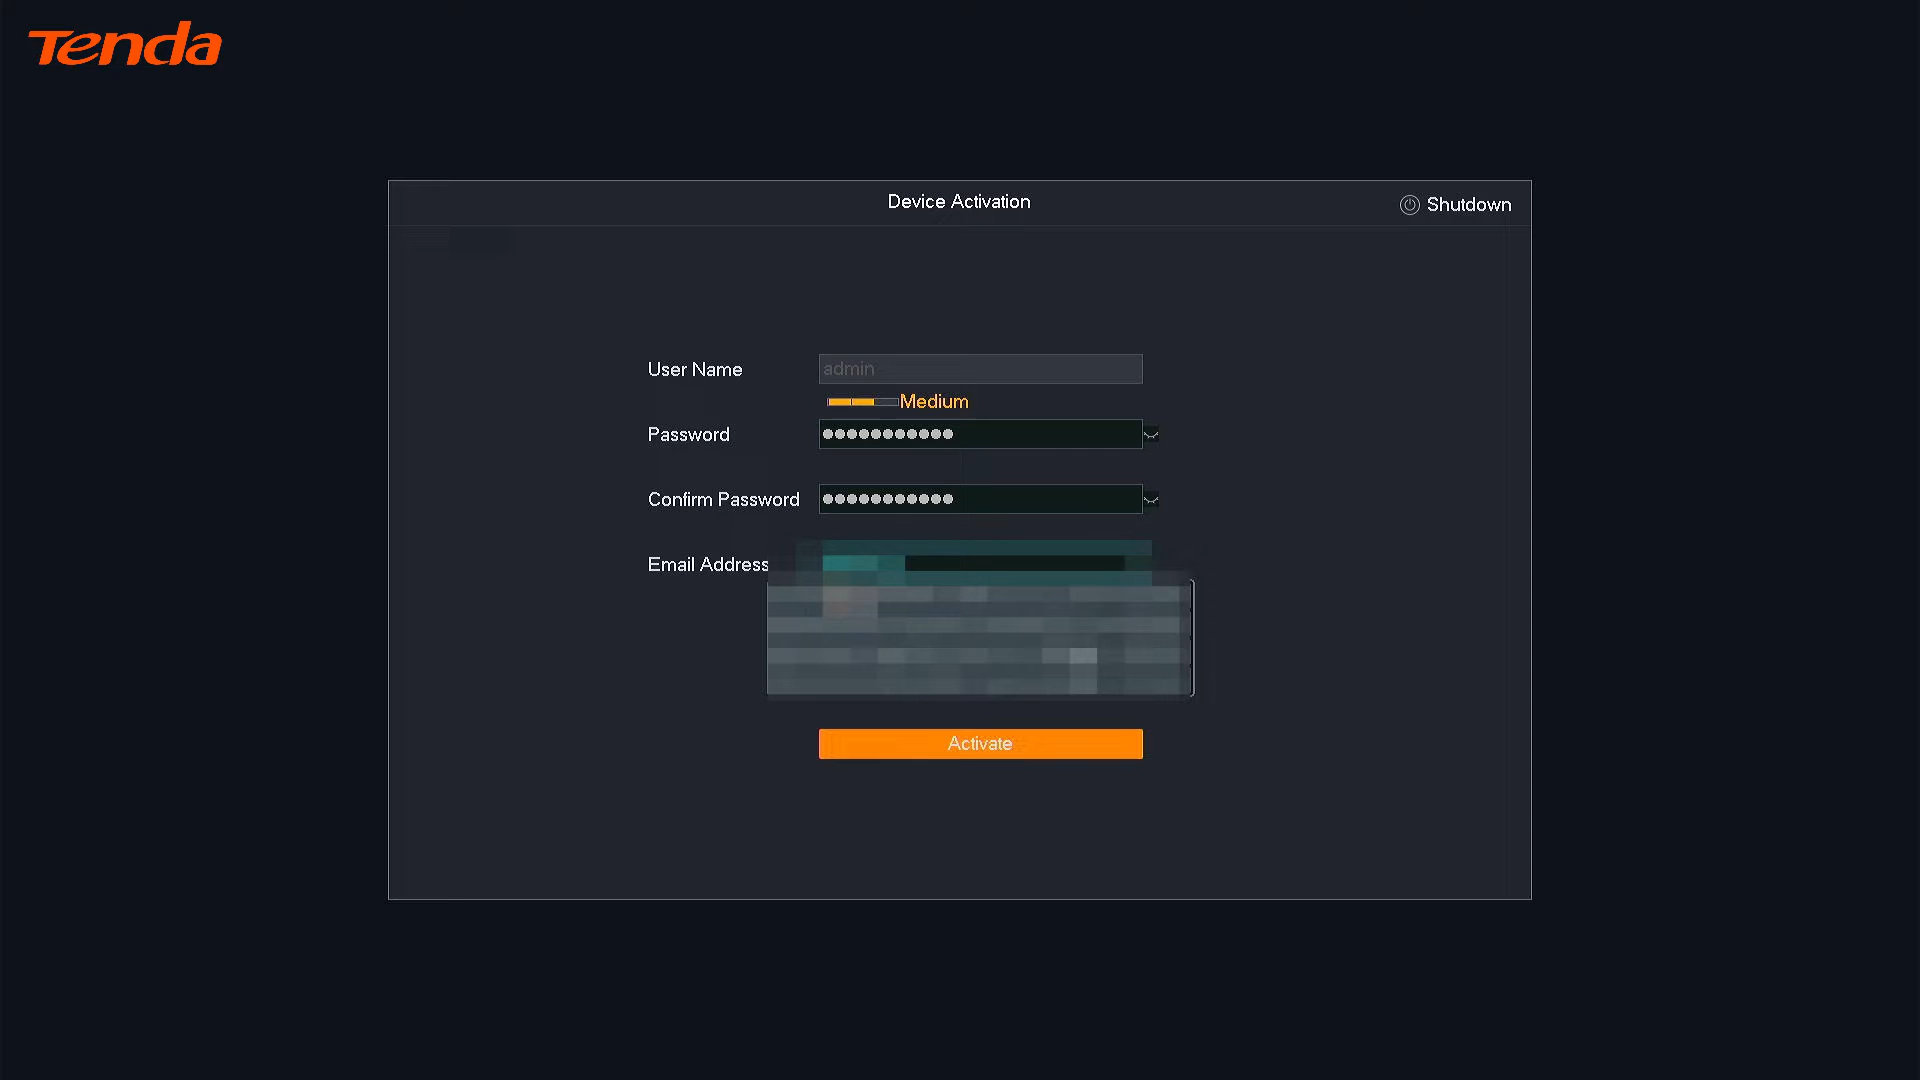 Tenda
Device Activation
Shutdown
User Name
admin
Medium
Password
●●●●●●●●●●●
Confirm Password
●●●●●●●●●●●
Email Address
Activate